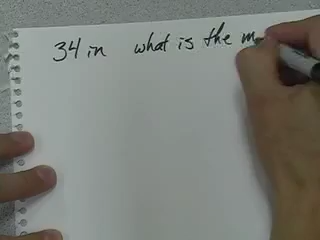 34 in what is the m